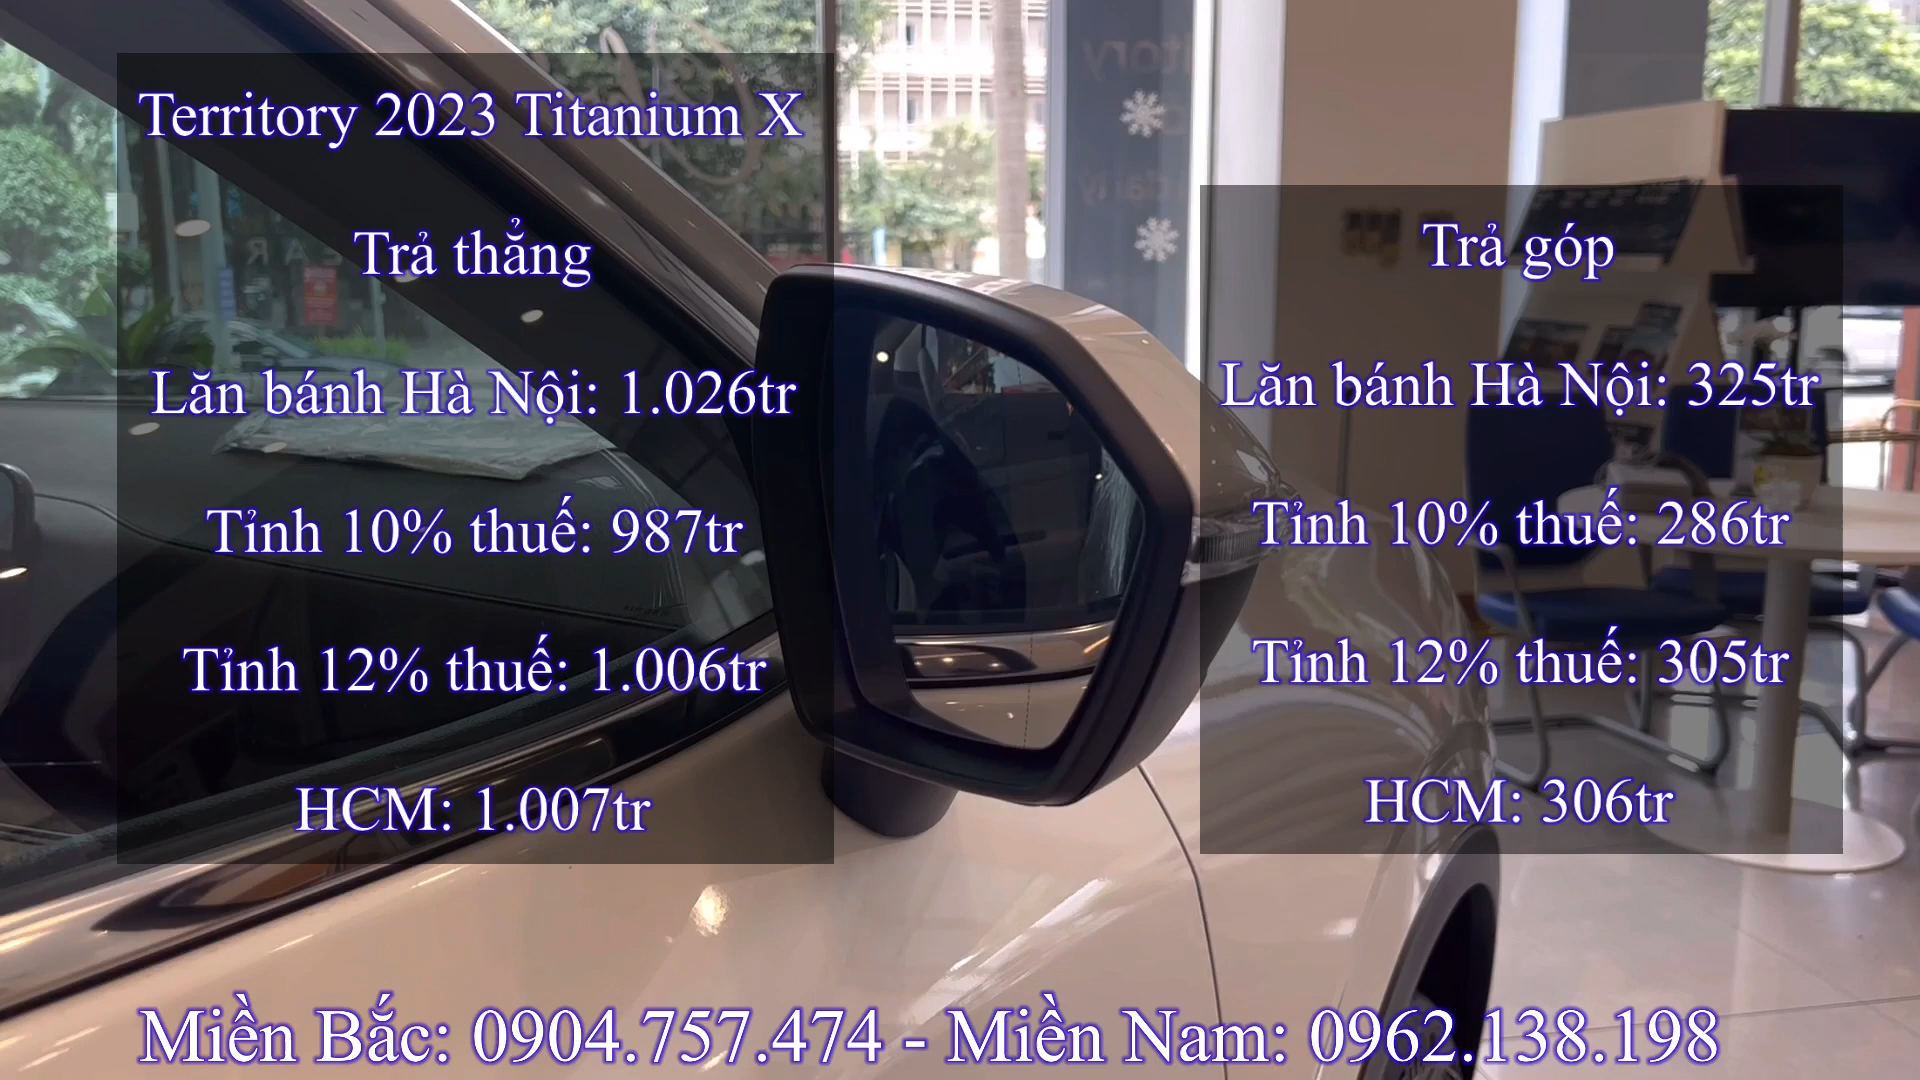 Territory 2023 Titanium X
Trả thẳng
Lăn bánh Hà Nội: 1.026tr
Tỉnh 10% thuế: 987tr
Tỉnh 12% thuế: 1.006tr
HCM: 1.007tr
Trả góp
Lăn bánh Hà Nội: 325tr
Tỉnh 10% thuế: 286tr
Tỉnh 12% thuế: 305tr
HCM: 306tr
Miền Bắc: 0904.757.474 - Miền Nam: 0962.138.198